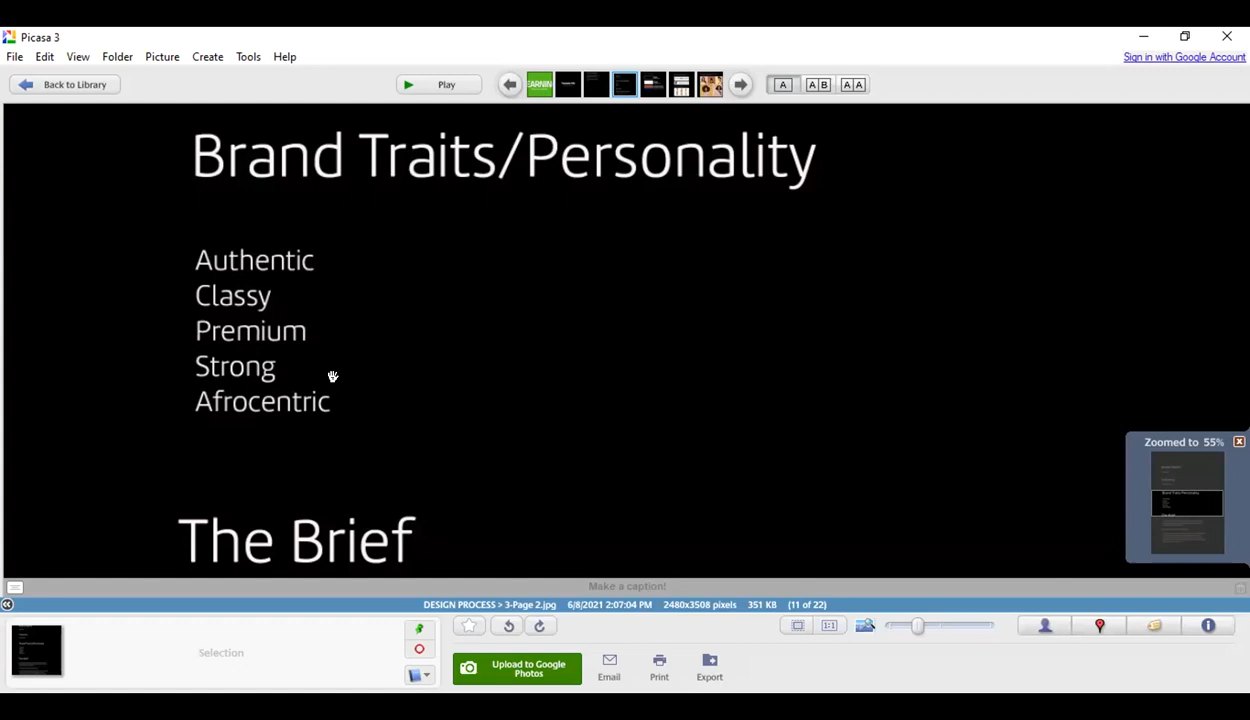 Picasa 3
File Edit View Folder Picture Create Tools Help
Sign in with Google Account
Back to Library
Play
EARNIN
A
A B
A A
Brand Traits/Personality
Authentic
Classy
Premium
Strong
Afrocentric
The Brief
Zoomed to 55%
Make a caption!
DESIGN PROCESS > 3-Page 2.jpg 6/8/2021 2:07:04 PM 2480x3508 pixels 351 KB (11 of 22)
Selection
1:1
Upload to Google
Photos
Email
Print
Export